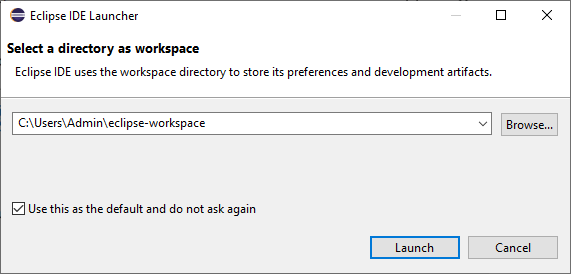 Eclipse IDE Launcher
Select a directory as workspace
Eclipse IDE uses the workspace directory to store its preferences and development artifacts.
C:\Users\Admin\eclipse-workspace
Browse...
Use this as the default and do not ask again
Launch
Cancel